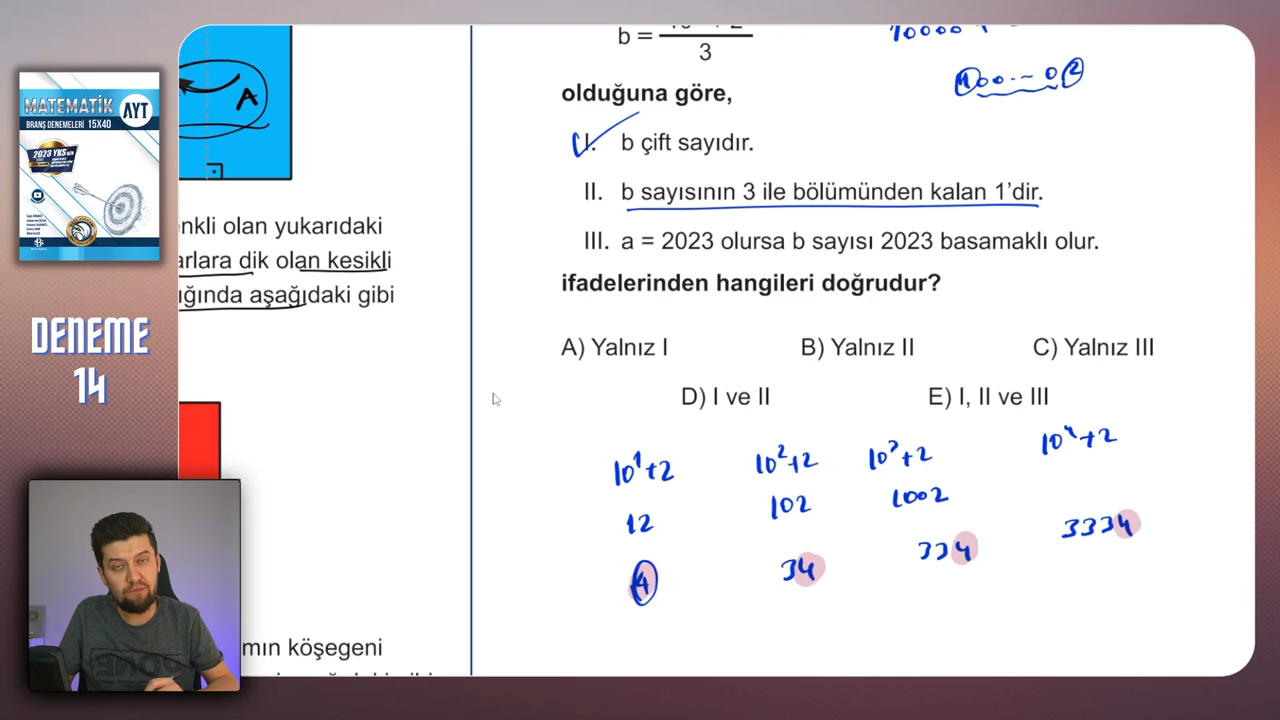 MATEMATİK AYT
BRANŞ DENEMELERİ 15X40
2023 YKS'NİN
DENEME
14
A
enkli olan yukarıdaki
arlara dik olan kesikli
ığında aşağıdaki gibi
mın köşegeni
b =
3
olduğuna göre,
I. b çift sayıdır.
II. b sayısının 3 ile bölümünden kalan 1'dir.
III. a = 2023 olursa b sayısı 2023 basamaklı olur.
ifadelerinden hangileri doğrudur?
A) Yalnız I B) Yalnız II C) Yalnız III
D) I ve II E) I, II ve III
10¹+2 10²+2 10³+2 10⁴+2
12 102 1002
4 34 334 3334